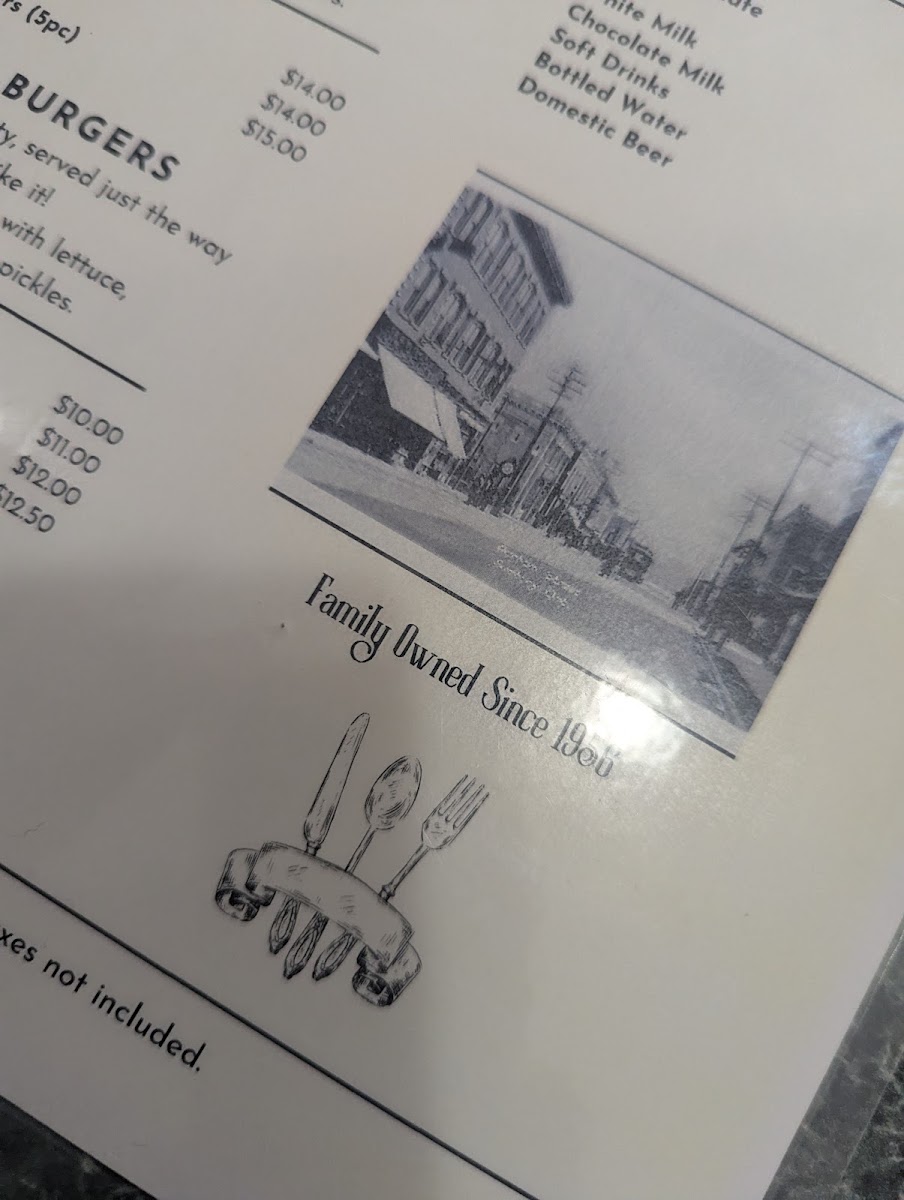 rs (5pc)
$14.00
$14.00
$15.00
BURGERS
ty, served just the way
ke it!
with lettuce,
pickles.
$10.00
$11.00
$12.00
$12.50
hite Milk
Chocolate Milk
Soft Drinks
Bottled Water
Domestic Beer
Family Owned Since
xes not included.